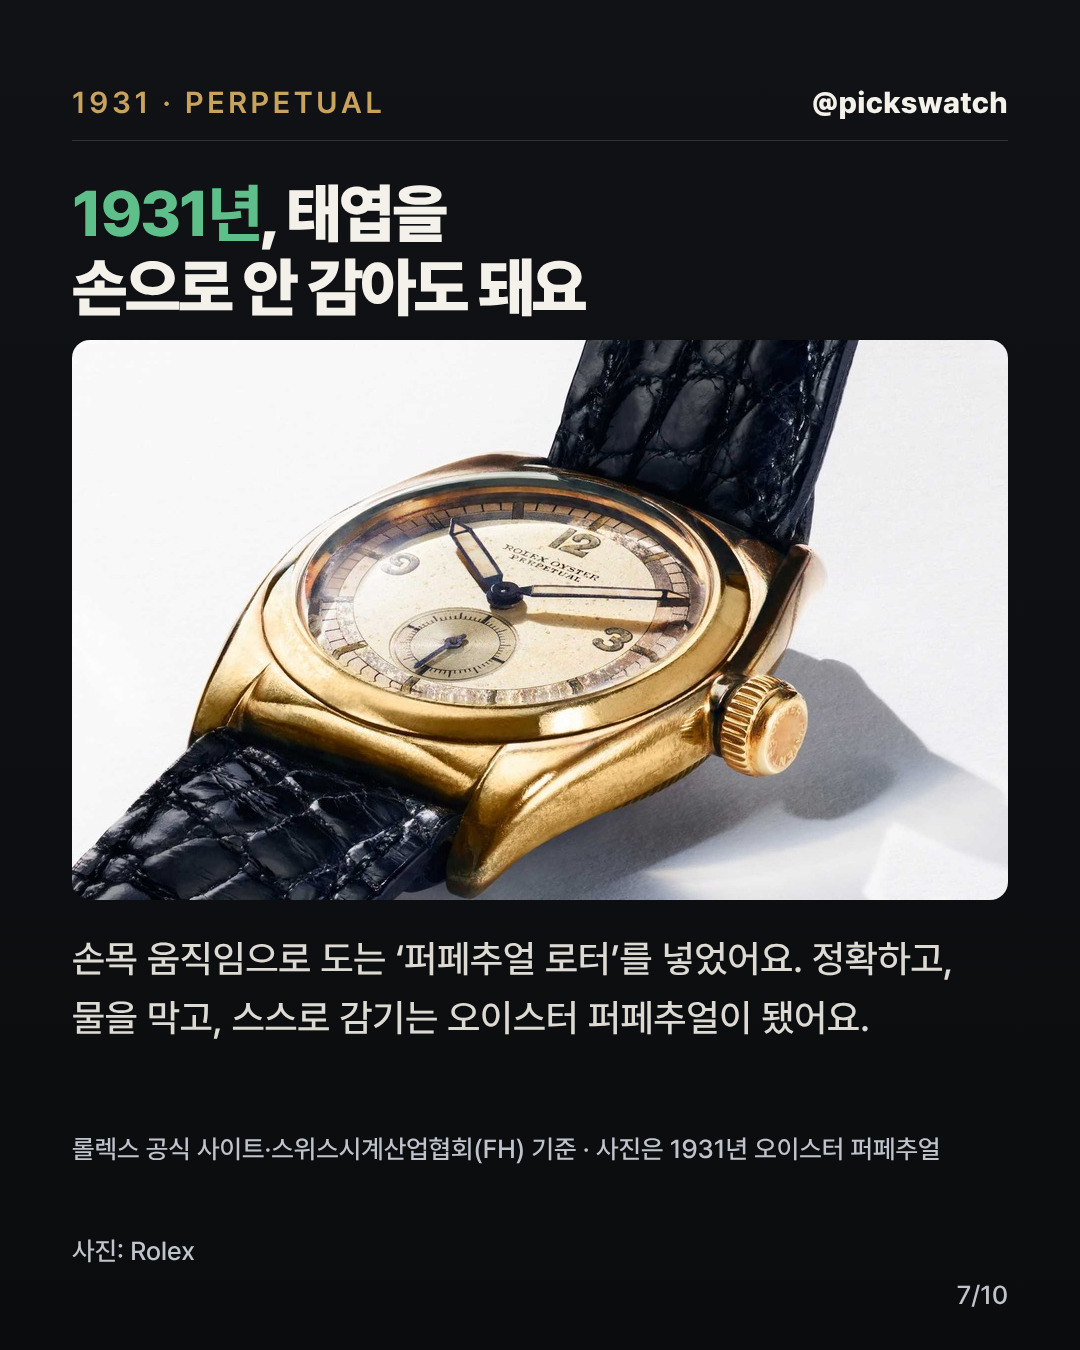 1931 · PERPETUAL
@pickswatch
1931년, 태엽을
손으로 안 감아도 돼요
12
ROLEX OYSTER
PERPETUAL
9
3
손목 움직임으로 도는 ‘퍼페추얼 로터’를 넣었어요. 정확하고,
물을 막고, 스스로 감기는 오이스터 퍼페추얼이 됐어요.
롤렉스 공식 사이트·스위스시계산업협회(FH) 기준 · 사진은 1931년 오이스터 퍼페추얼
사진: Rolex
7/10